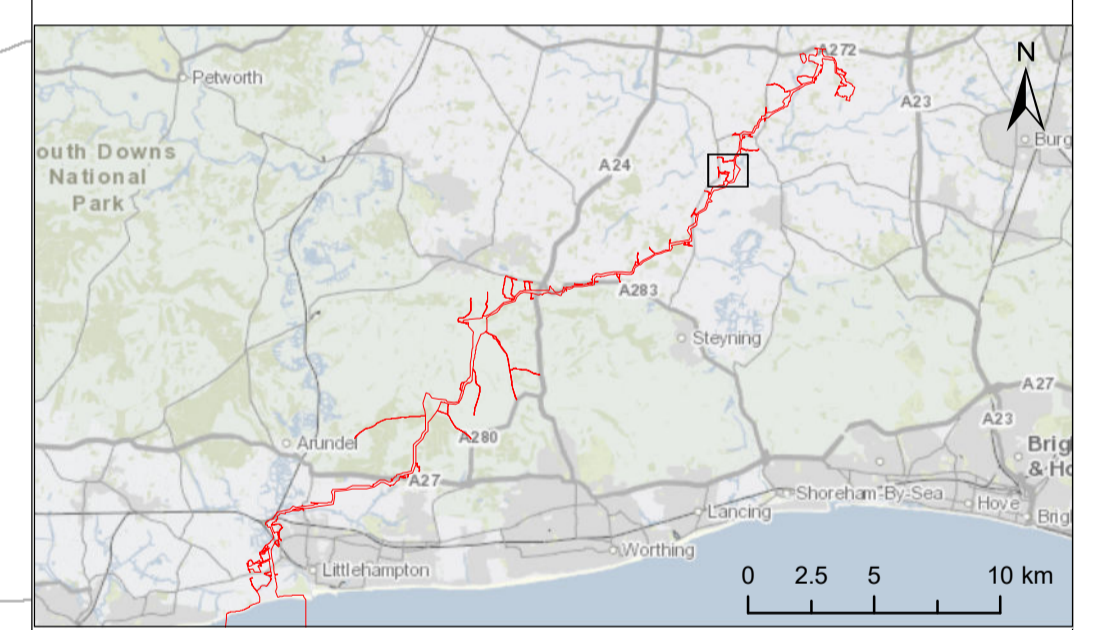 A272
Petworth
N
A23
Burg
outh Downs
National
Park
A24
A283
Steyning
A27
A23
Arundel
A280
Brig
& Ho
A27
Shoreham-By-Sea
Hove
Lancing
Brigl
Worthing
Littlehampton
0 2.5 5 10 km